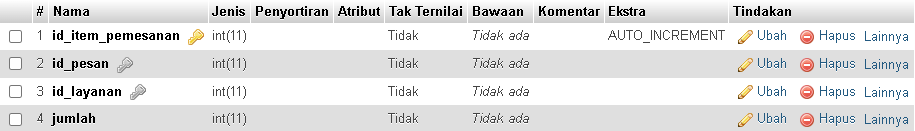 # Nama Jenis Penyortiran Atribut Tak Ternilai Bawaan Komentar Ekstra Tindakan
1 id_item_pemesanan int(11) Tidak Tidak ada AUTO_INCREMENT Ubah Hapus Lainnya
2 id_pesan int(11) Tidak Tidak ada Ubah Hapus Lainnya
3 id_layanan int(11) Tidak Tidak ada Ubah Hapus Lainnya
4 jumlah int(11) Tidak Tidak ada Ubah Hapus Lainnya